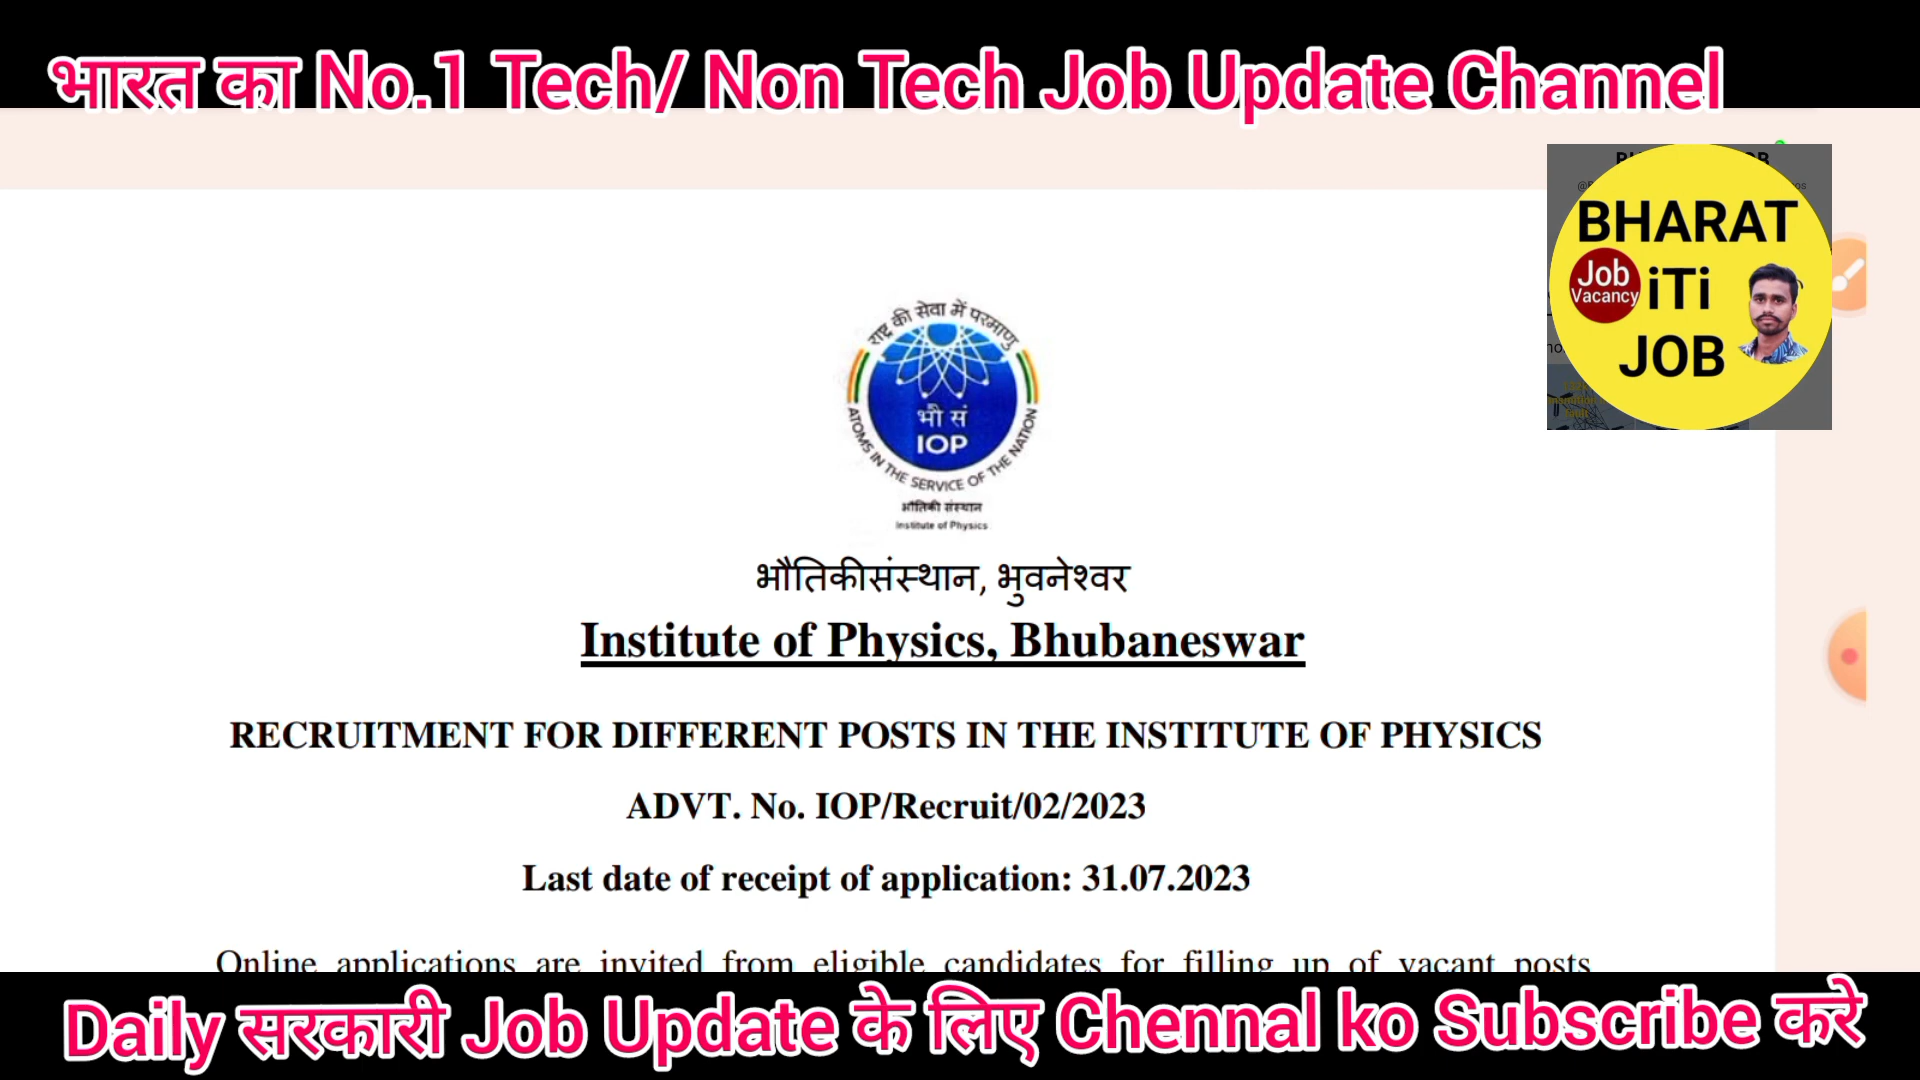 भारत का No.1 Tech/ Non Tech Job Update Channel
BHARAT
Job
Vacancy
iTi
JOB
राष्ट्र की सेवा में परमाणु
भौ सं
IOP
ATOMS IN THE SERVICE OF THE NATION
भौतिकी संस्थान
Institute of Physics
भौतिकीसंस्थान, भुवनेश्वर
Institute of Physics, Bhubaneswar
RECRUITMENT FOR DIFFERENT POSTS IN THE INSTITUTE OF PHYSICS
ADVT. No. IOP/Recruit/02/2023
Last date of receipt of application: 31.07.2023
Online applications are invited from eligible candidates for filling up of vacant posts
Daily सरकारी Job Update के लिए Chennal ko Subscribe करे